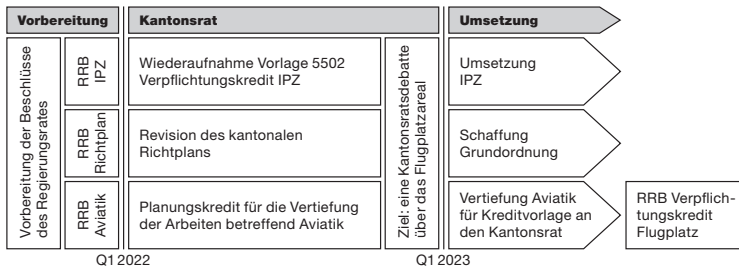 Vorbereitung
Kantonsrat
Umsetzung
Vorbereitung der Beschlüsse
des Regierungsrates
RRB
IPZ
Wiederaufnahme Vorlage 5502
Verpflichtungskredit IPZ
RRB
Richtplan
Revision des kantonalen
Richtplans
RRB
Aviatik
Planungskredit für die Vertiefung
der Arbeiten betreffend Aviatik
Ziel: eine Kantonsratsdebatte
über das Flugplatzareal
Umsetzung
IPZ
Schaffung
Grundordnung
Vertiefung Aviatik
für Kreditvorlage an
den Kantonsrat
RRB Verpflich-
tungskredit
Flugplatz
Q1 2022
Q1 2023